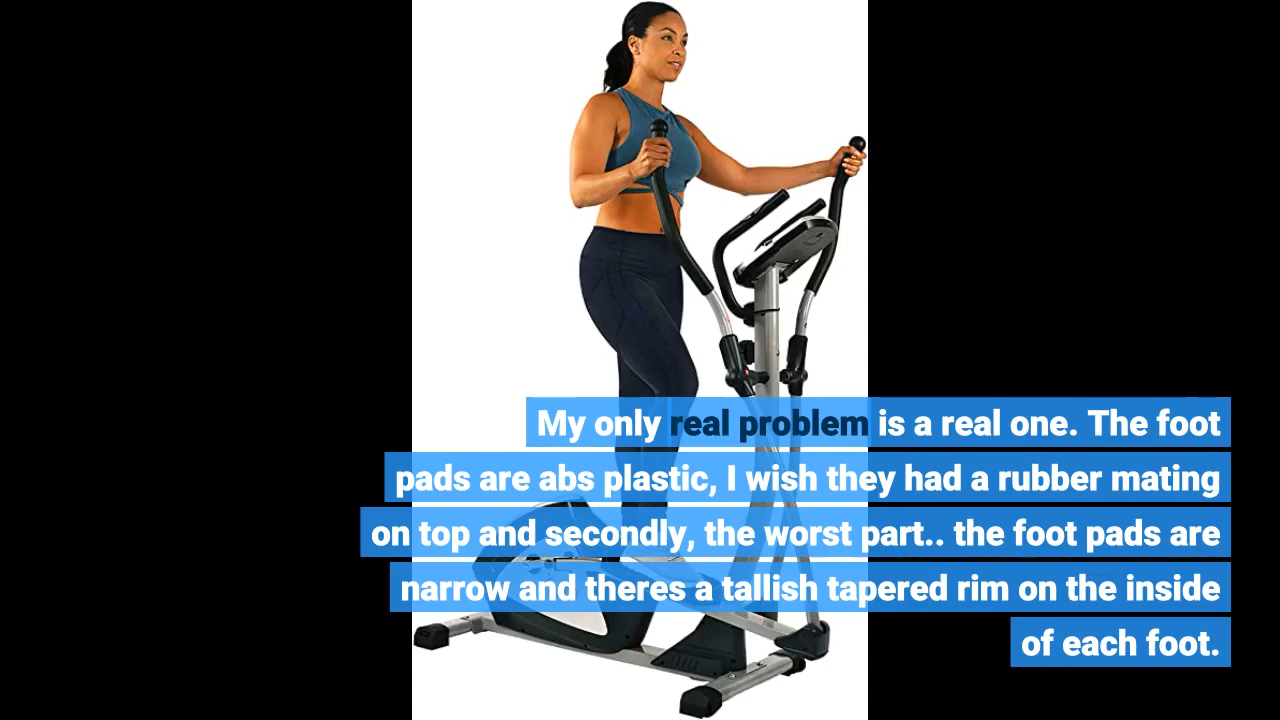 My only real problem is a real one. The foot
pads are abs plastic, I wish they had a rubber mating
on top and secondly, the worst part.. the foot pads are
narrow and theres a tallish tapered rim on the inside
of each foot.